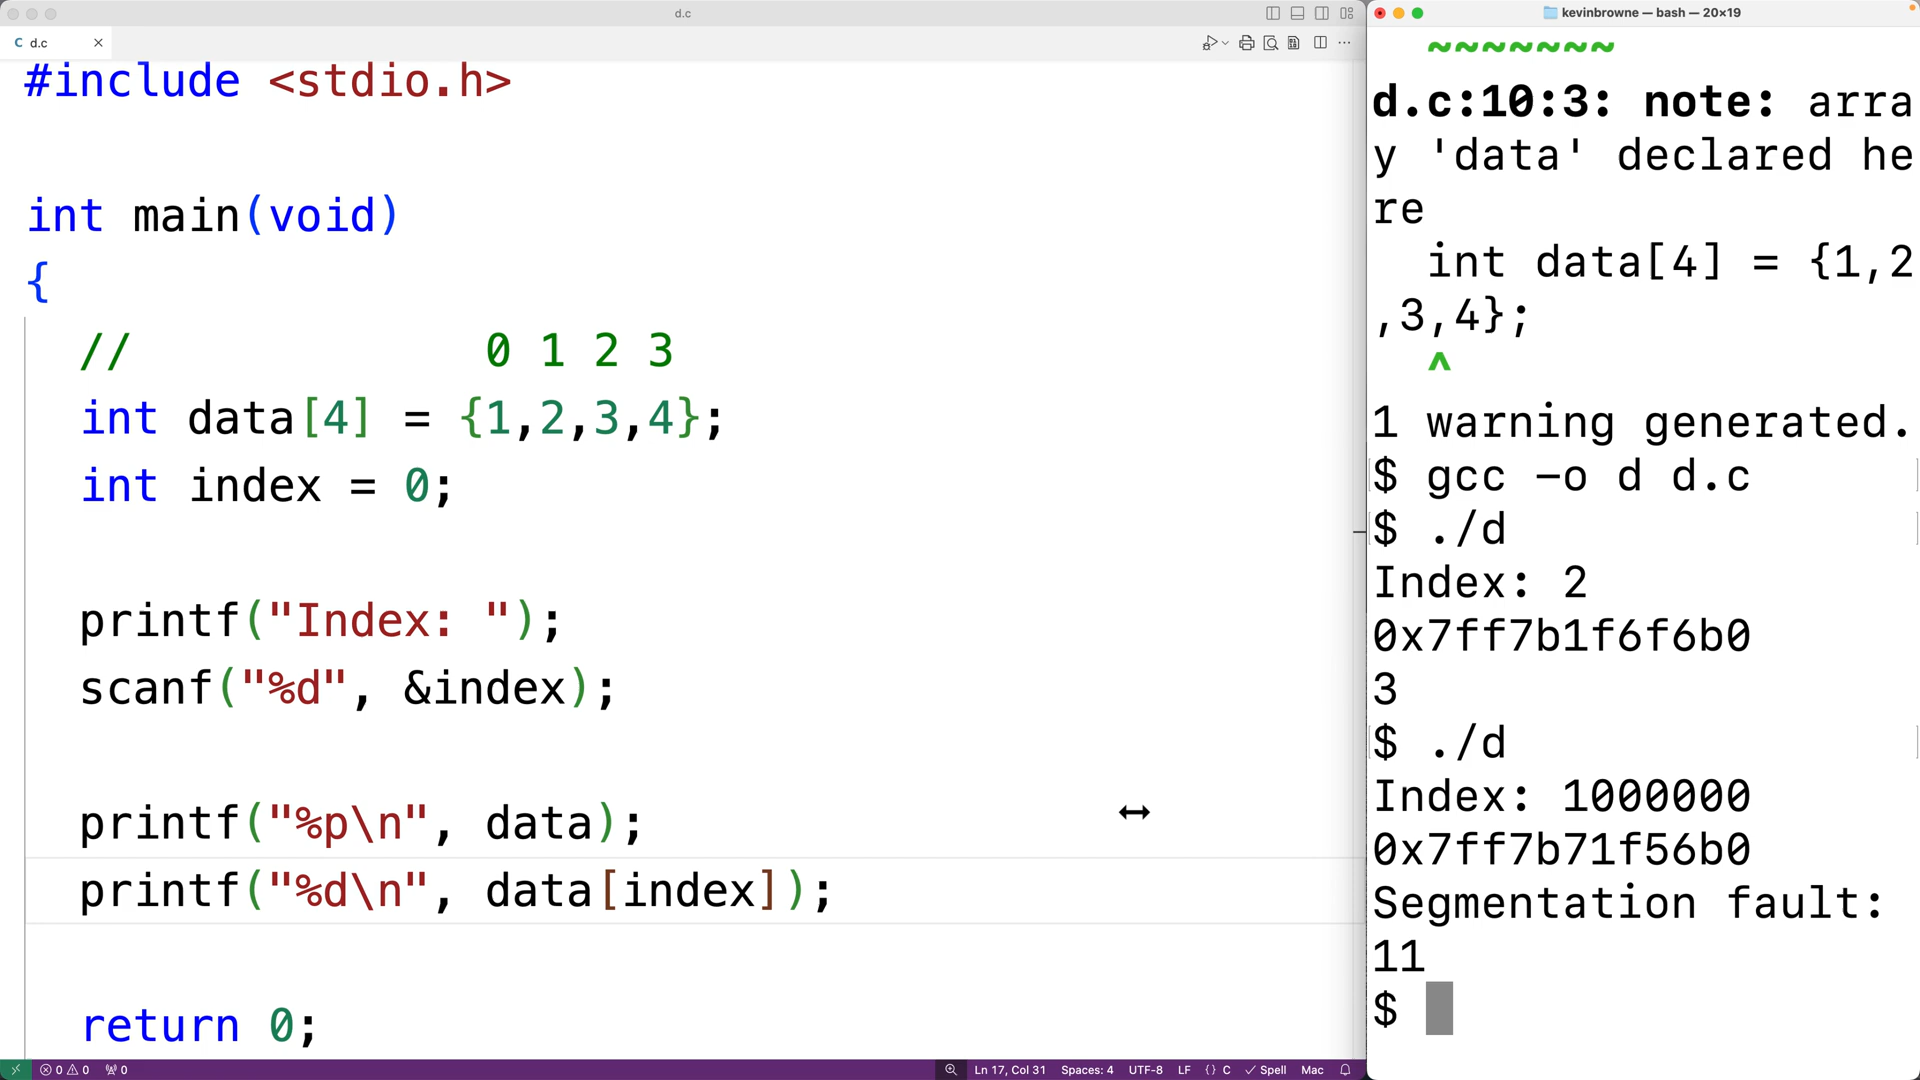 d.c
C d.c
#include <stdio.h>
int main(void)
{
// 0 1 2 3
int data[4] = {1,2,3,4};
int index = 0;
printf("Index: ");
scanf("%d", &index);
printf("%p\n", data);
printf("%d\n", data[index]);
return 0;
0 0 0
Ln 17, Col 31 Spaces: 4 UTF-8 LF {} C Spell Mac
kevinbrowne — bash — 20×19
~~~~~~~
d.c:10:3: note: arra
y 'data' declared he
re
int data[4] = {1,2
,3,4};
^
1 warning generated.
$ gcc -o d d.c
$ ./d
Index: 2
0x7ff7b1f6f6b0
3
$ ./d
Index: 1000000
0x7ff7b71f56b0
Segmentation fault:
11
$